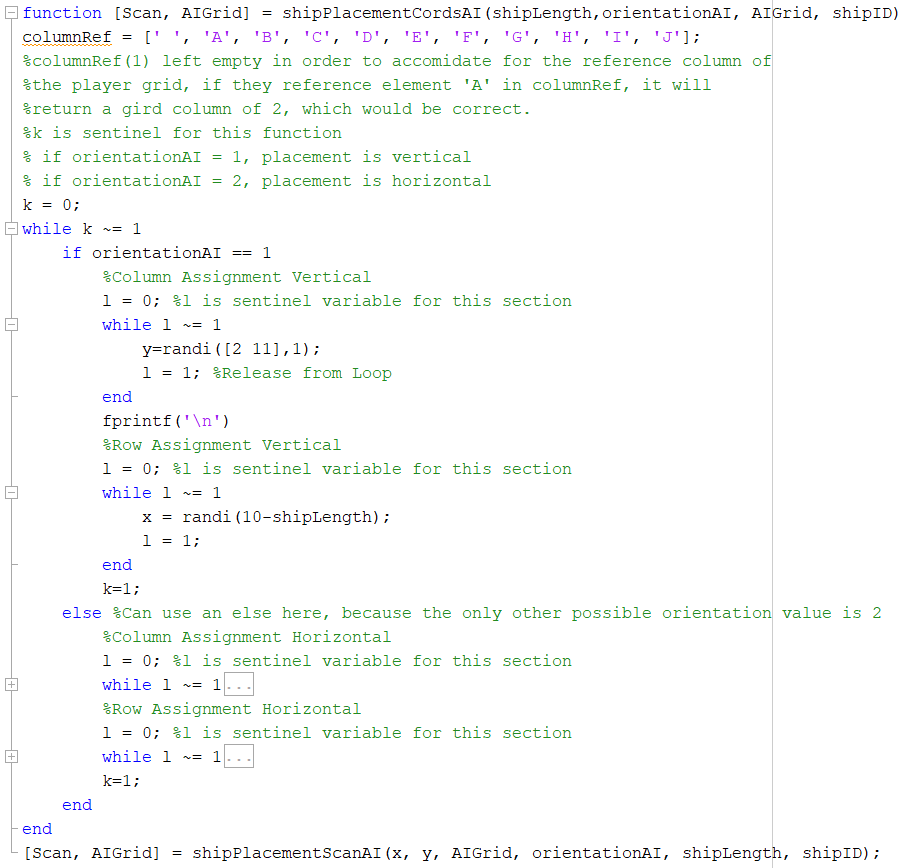 function [Scan, AIGrid] = shipPlacementCordsAI(shipLength,orientationAI, AIGrid, shipID)
columnRef = [' ', 'A', 'B', 'C', 'D', 'E', 'F', 'G', 'H', 'I', 'J'];
%columnRef(1) left empty in order to accomidate for the reference column of
%the player grid, if they reference element 'A' in columnRef, it will
%return a gird column of 2, which would be correct.
%k is sentinel for this function
% if orientationAI = 1, placement is vertical
% if orientationAI = 2, placement is horizontal
k = 0;
while k ~= 1
    if orientationAI == 1
        %Column Assignment Vertical
        l = 0; %l is sentinel variable for this section
        while l ~= 1
            y=randi([2 11],1);
            l = 1; %Release from Loop
        end
        fprintf('\n')
        %Row Assignment Vertical
        l = 0; %l is sentinel variable for this section
        while l ~= 1
            x = randi(10-shipLength);
            l = 1;
        end
        k=1;
    else %Can use an else here, because the only other possible orientation value is 2
        %Column Assignment Horizontal
        l = 0; %l is sentinel variable for this section
        while l ~= 1...
        %Row Assignment Horizontal
        l = 0; %l is sentinel variable for this section
        while l ~= 1...
        k=1;
    end
end
[Scan, AIGrid] = shipPlacementScanAI(x, y, AIGrid, orientationAI, shipLength, shipID);